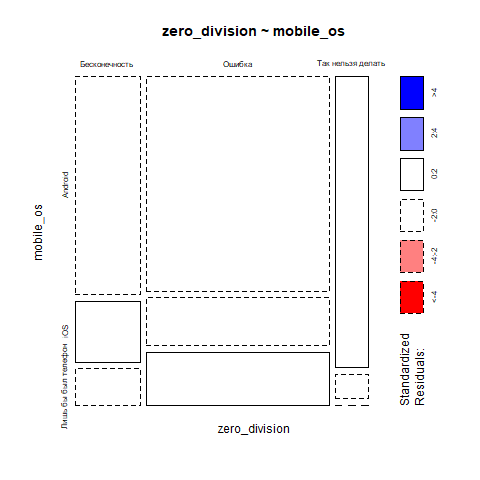 zero_division ~ mobile_os
Бесконечность
Ошибка
Так нельзя делать
mobile_os
Android
iOS
Лишь бы был телефон
zero_division
>4
2:4
0:2
-2:0
-4:-2
<-4
Standardized
Residuals: